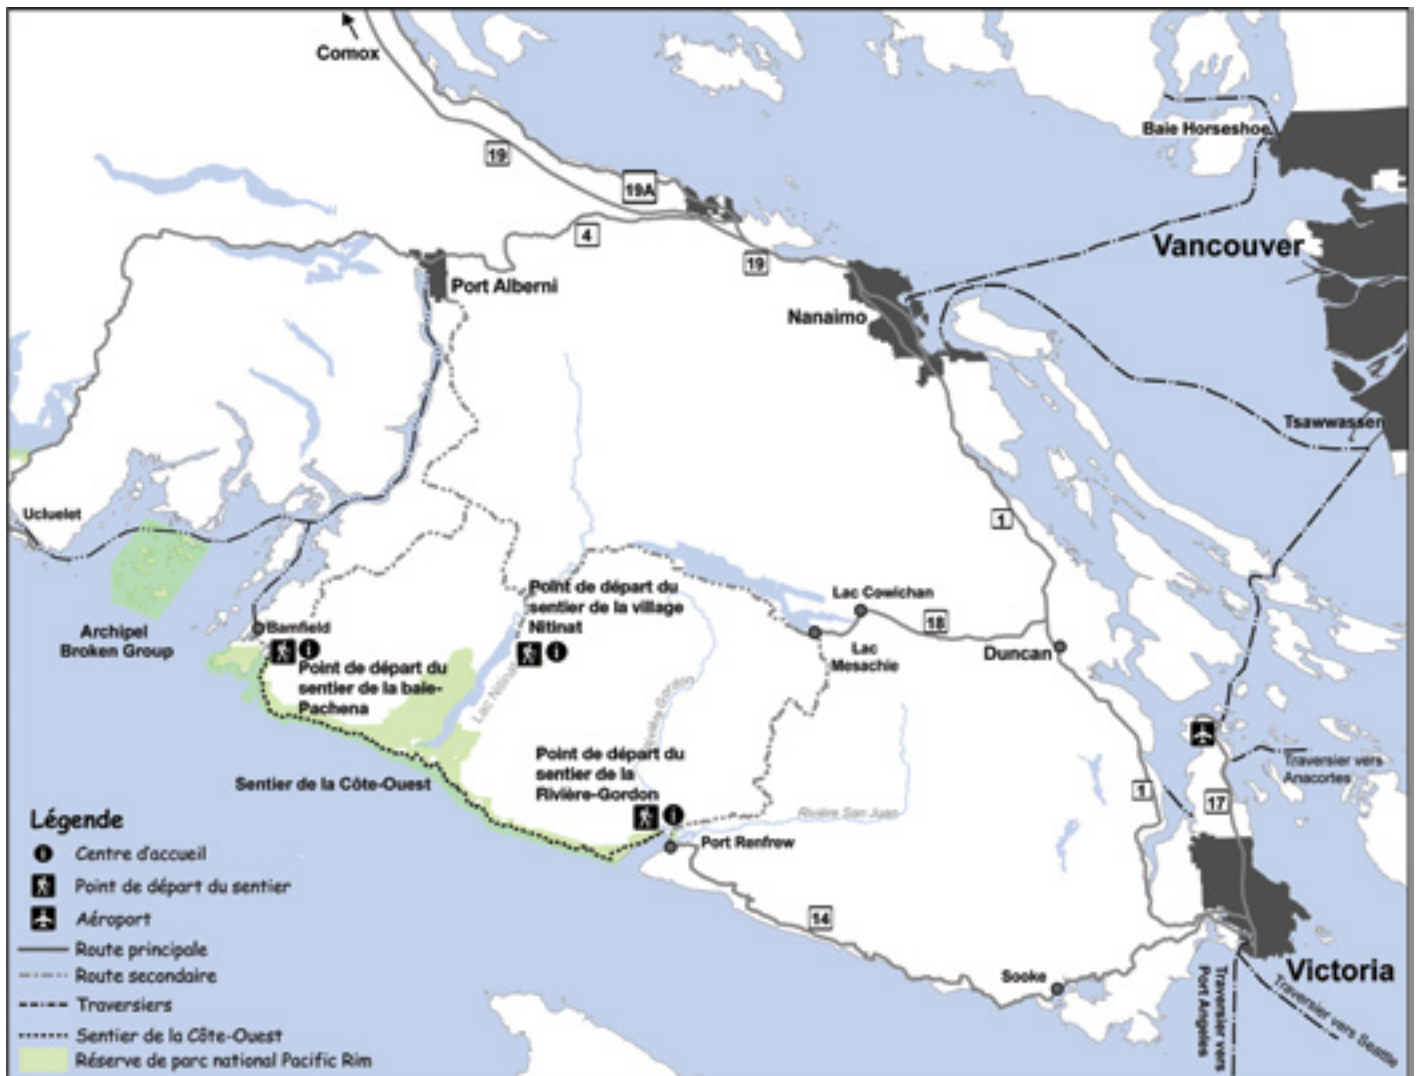 Comox
Baie Horseshoe
19
19A
4
19
Vancouver
Port Alberni
Nanaimo
Tsawwassen
Ucluelet
1
Archipel
Broken Group
Bamfield
Point de départ du
sentier de la baie-
Pachena
Point de départ du
sentier de la village
Nitinat
Lac Nitinat
Lac Cowichan
18
Lac
Mesachie
Duncan
Rivière Gordon
Point de départ du
sentier de la
Rivière-Gordon
Sentier de la Côte-Ouest
Rivière San Juan
Port Renfrew
1
17
Traversier vers
Anacortes
14
Sooke
Victoria
Traversier vers
Port Angeles
Traversier vers Seattle
Légende
Centre d'accueil
Point de départ du sentier
Aéroport
Route principale
Route secondaire
Traversiers
Sentier de la Côte-Ouest
Réserve de parc national Pacific Rim